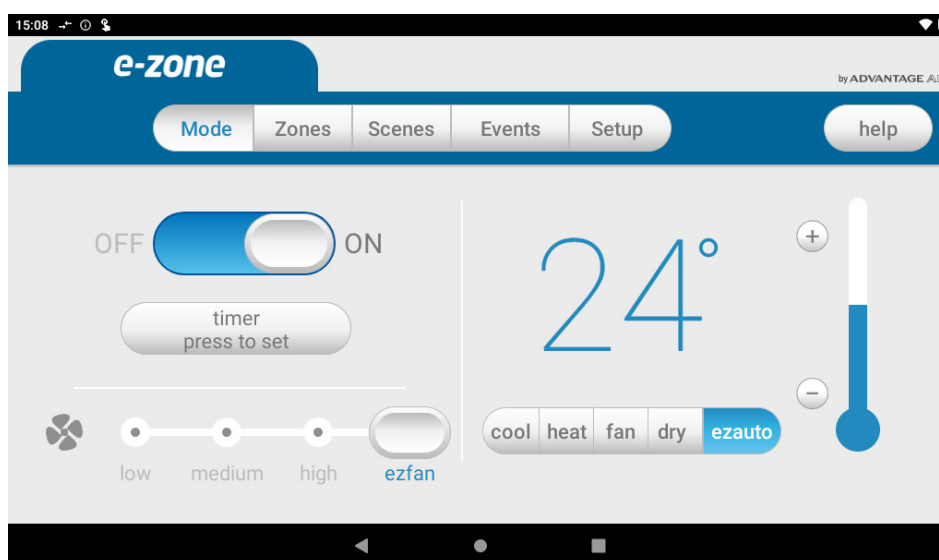 15:08
e-zone
by ADVANTAGE
Mode Zones Scenes Events Setup help
OFF ON
24°
timer
press to set
cool heat fan dry ezauto
low medium high ezfan